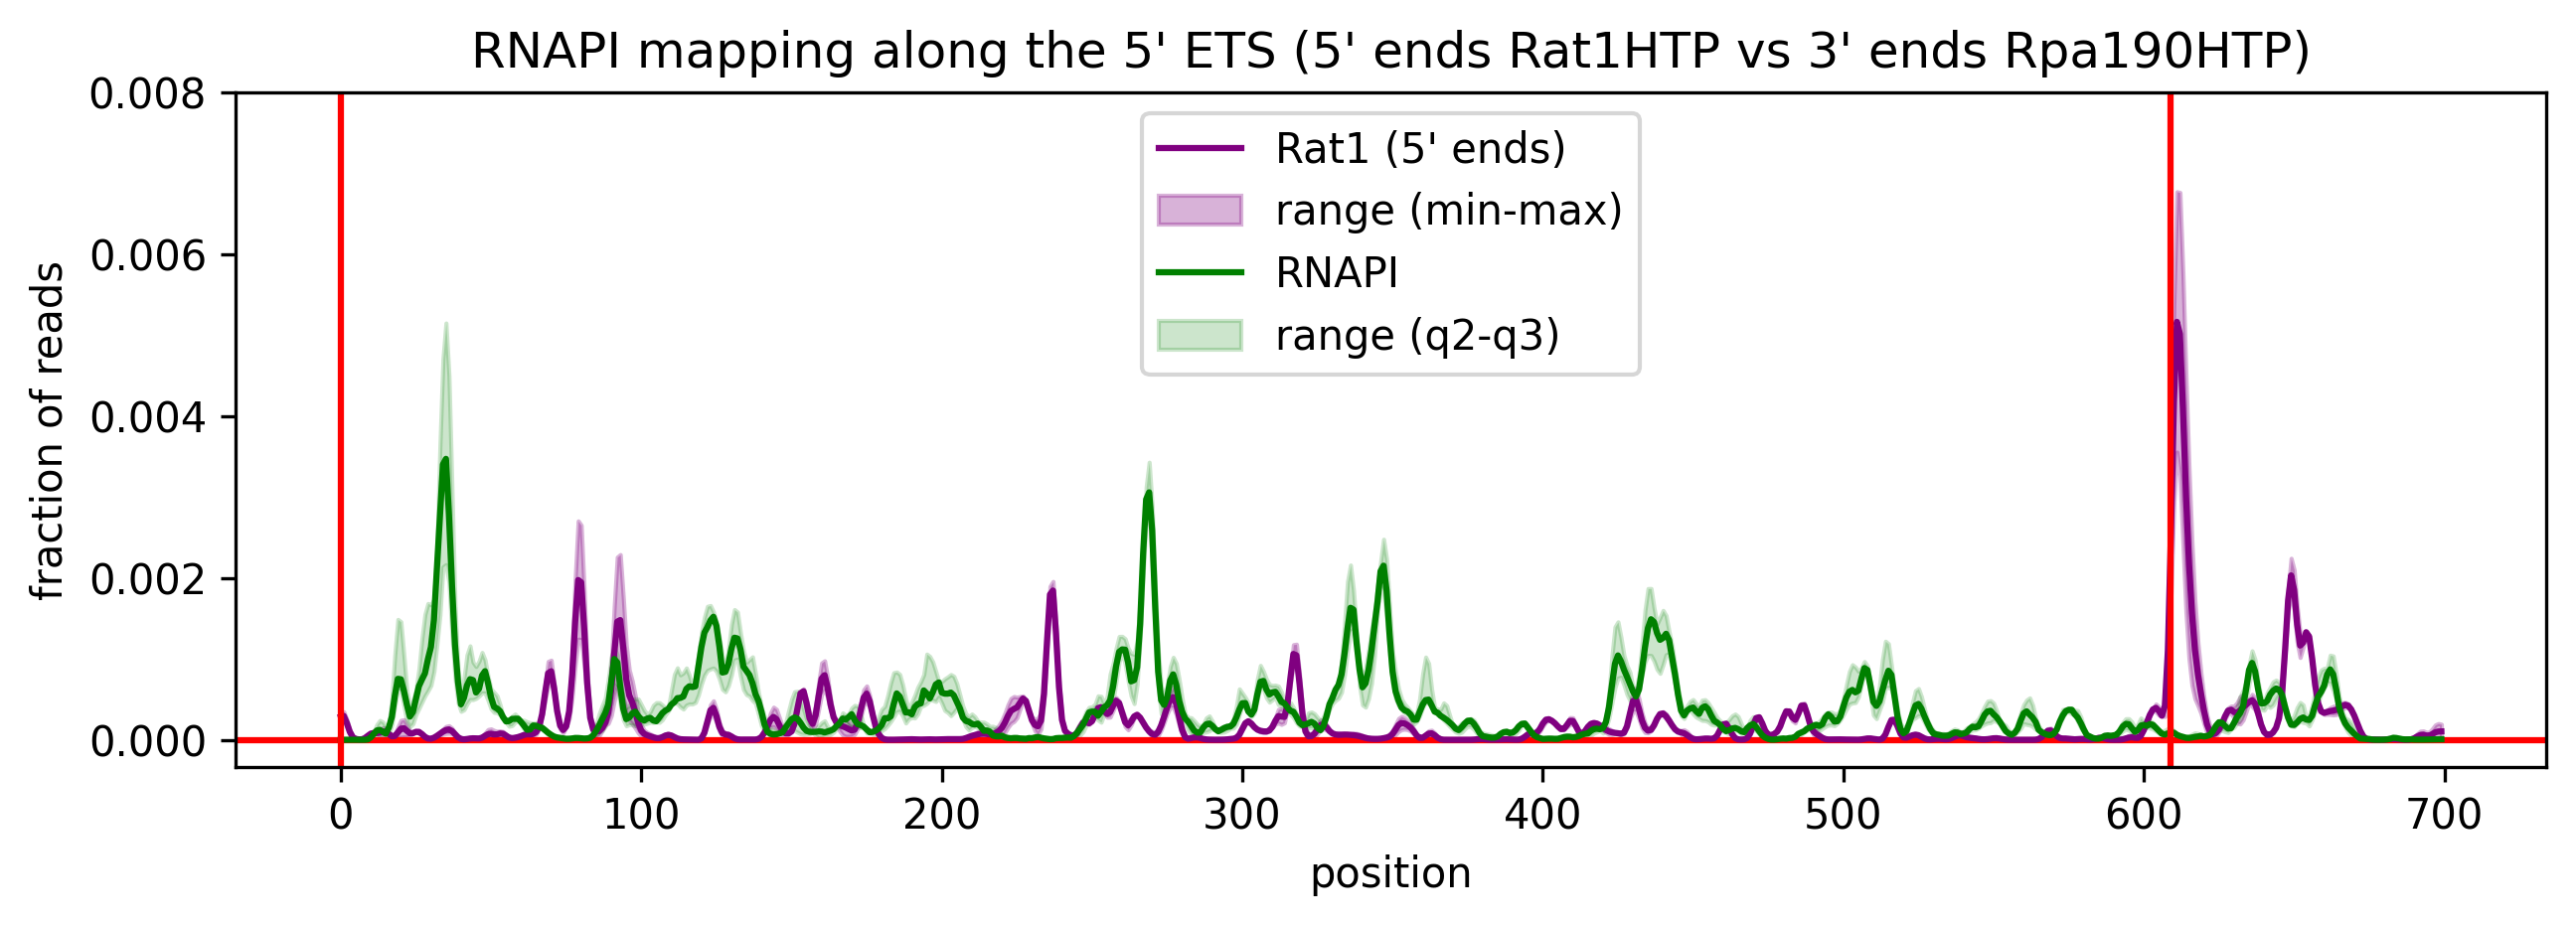 RNAPI mapping along the 5' ETS (5' ends Rat1HTP vs 3' ends Rpa190HTP)
0.008
0.006
0.004
0.002
0.000
fraction of reads
Rat1 (5' ends)
range (min-max)
RNAPI
range (q2-q3)
0 100 200 300 400 500 600 700
position